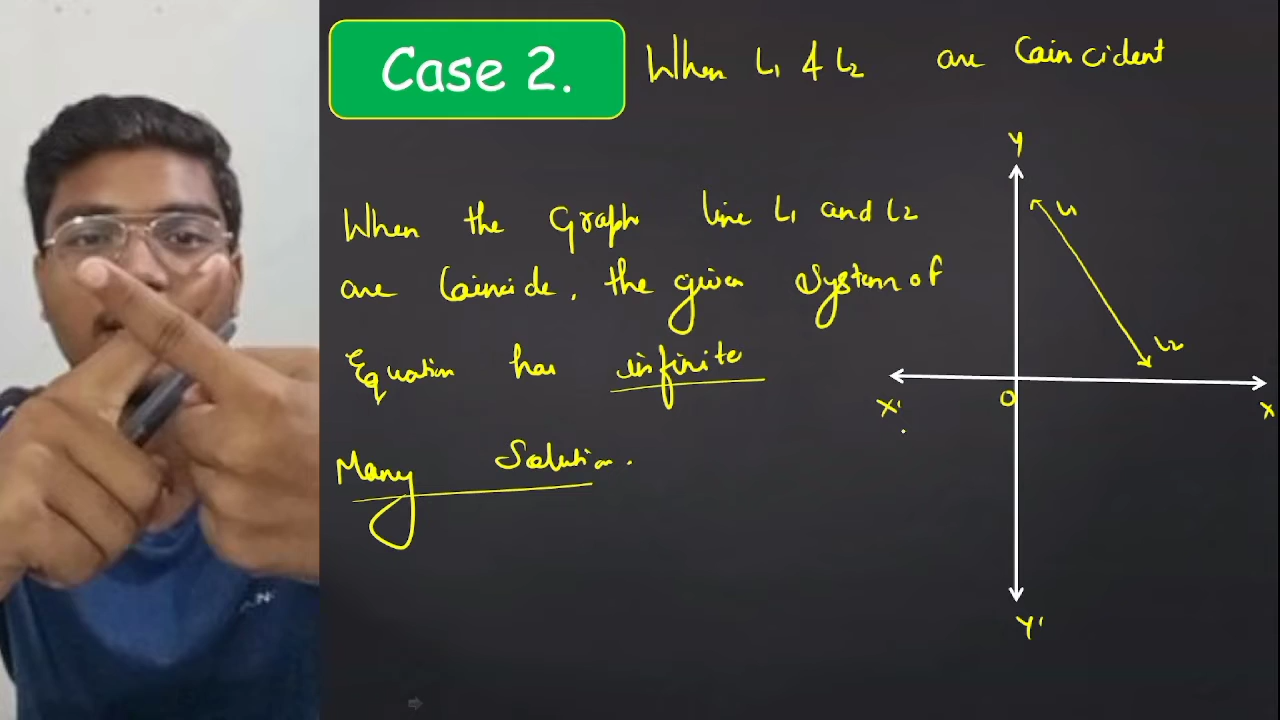 Case 2.
When L1 & L2 are Coincident
When the Graph line L1 and L2
are Coincide, the given System of
Equation has infinite
Many Solution.
Y
L1
L2
X' O X
Y'